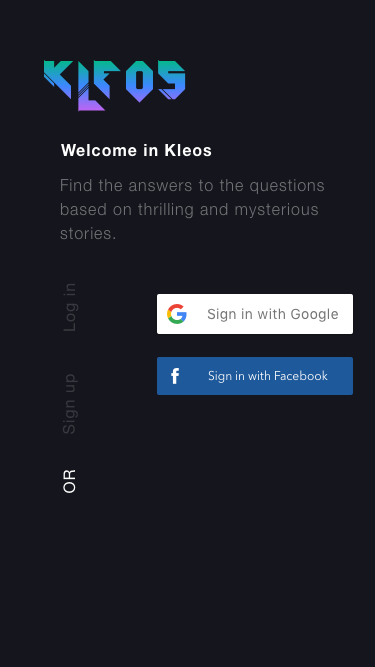 KLEOS
Welcome in Kleos
Find the answers to the questions
based on thrilling and mysterious
stories.
Log in
Sign up
OR
Sign in with Google
f
Sign in with Facebook